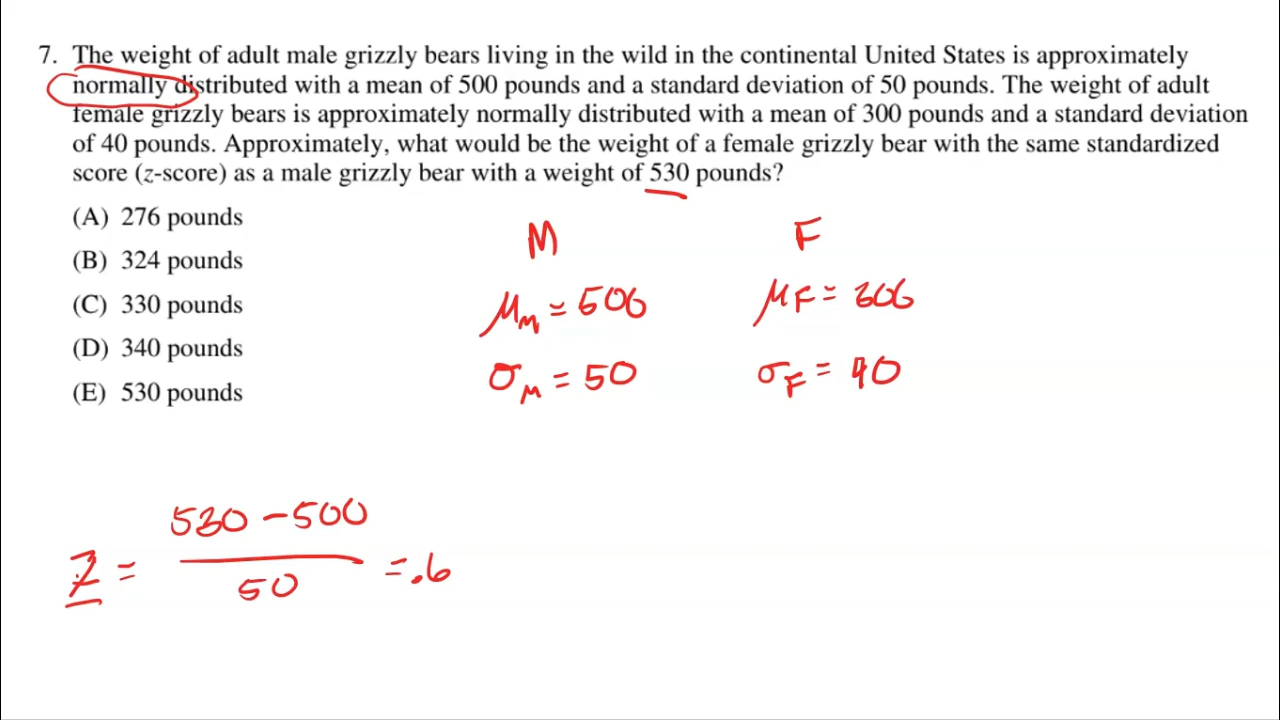 7. The weight of adult male grizzly bears living in the wild in the continental United States is approximately
normally distributed with a mean of 500 pounds and a standard deviation of 50 pounds. The weight of adult
female grizzly bears is approximately normally distributed with a mean of 300 pounds and a standard deviation
of 40 pounds. Approximately, what would be the weight of a female grizzly bear with the same standardized
score (z-score) as a male grizzly bear with a weight of 530 pounds?
(A) 276 pounds
(B) 324 pounds
(C) 330 pounds
(D) 340 pounds
(E) 530 pounds
M F
μM = 500 μF = 300
σM = 50 σF = 40
530 - 500
Z = = .6
50